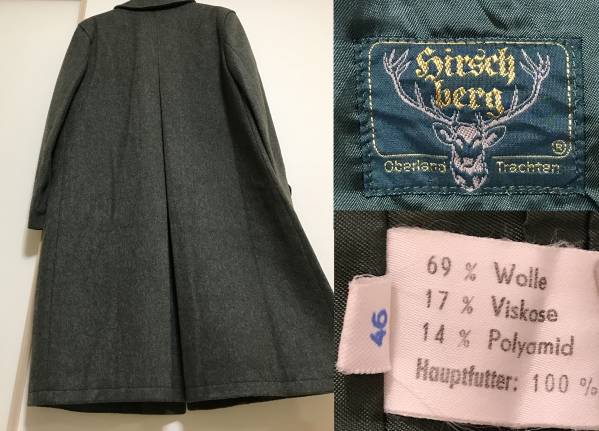 Hirsch
berg
Oberland Trachten ®
69 % Wolle
17 % Viskose
14 % Polyamid
Hauptfutter: 100 %
46